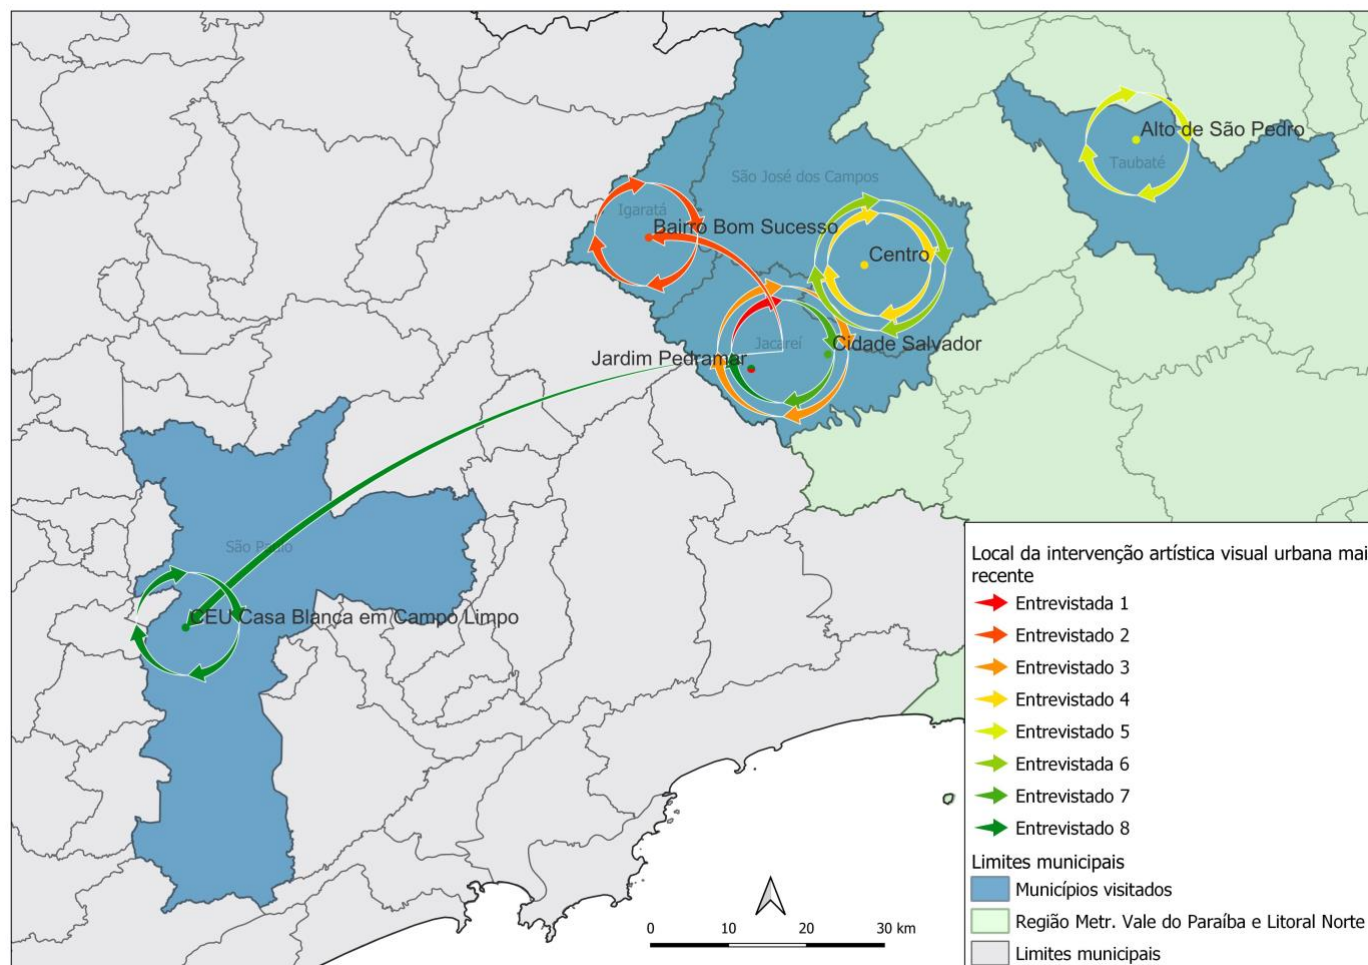 Alto de São Pedro
Taubaté
São José dos Campos
Igaratá
Bairro Bom Sucesso
Centro
Jacareí
Cidade Salvador
Jardim Pedramar
São Paulo
CEU Casa Blanca em Campo Limpo
Local da intervenção artística visual urbana mai
recente
Entrevistada 1
Entrevistado 2
Entrevistado 3
Entrevistado 4
Entrevistado 5
Entrevistada 6
Entrevistado 7
Entrevistado 8
Limites municipais
Municípios visitados
Região Metr. Vale do Paraíba e Litoral Norte
Limites municipais
0 10 20 30 km